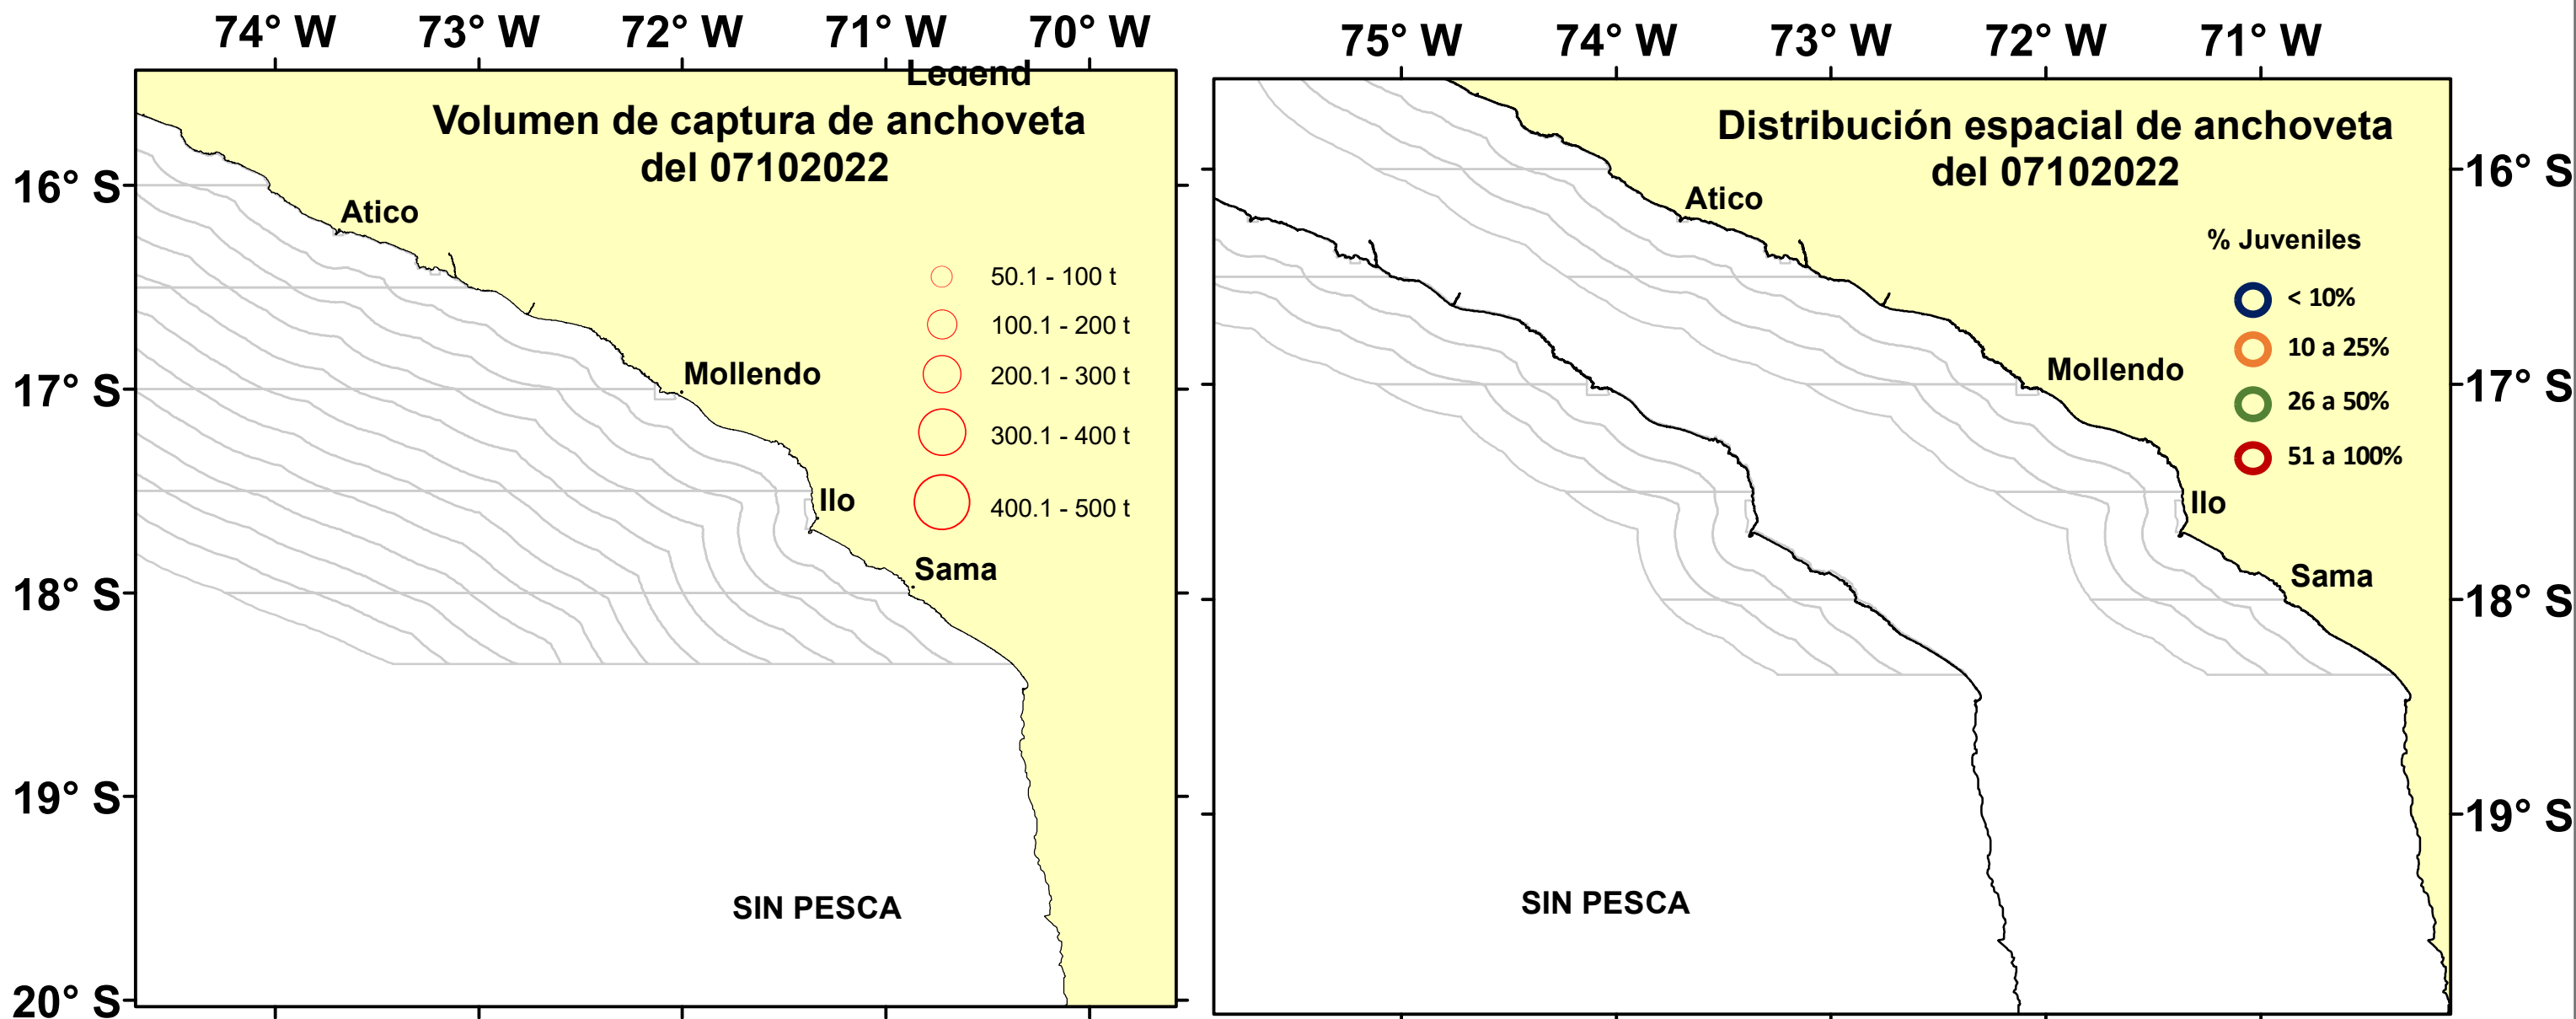 74° W 73° W 72° W 71° W 70° W
Legend
Volumen de captura de anchoveta
del 07102022
16° S
Atico
50.1 - 100 t
100.1 - 200 t
200.1 - 300 t
300.1 - 400 t
400.1 - 500 t
17° S
Mollendo
Ilo
18° S
Sama
19° S
SIN PESCA
20° S
75° W 74° W 73° W 72° W 71° W
Distribución espacial de anchoveta
del 07102022
16° S
Atico
% Juveniles
< 10%
10 a 25%
26 a 50%
51 a 100%
Mollendo
17° S
Ilo
Sama
18° S
19° S
SIN PESCA